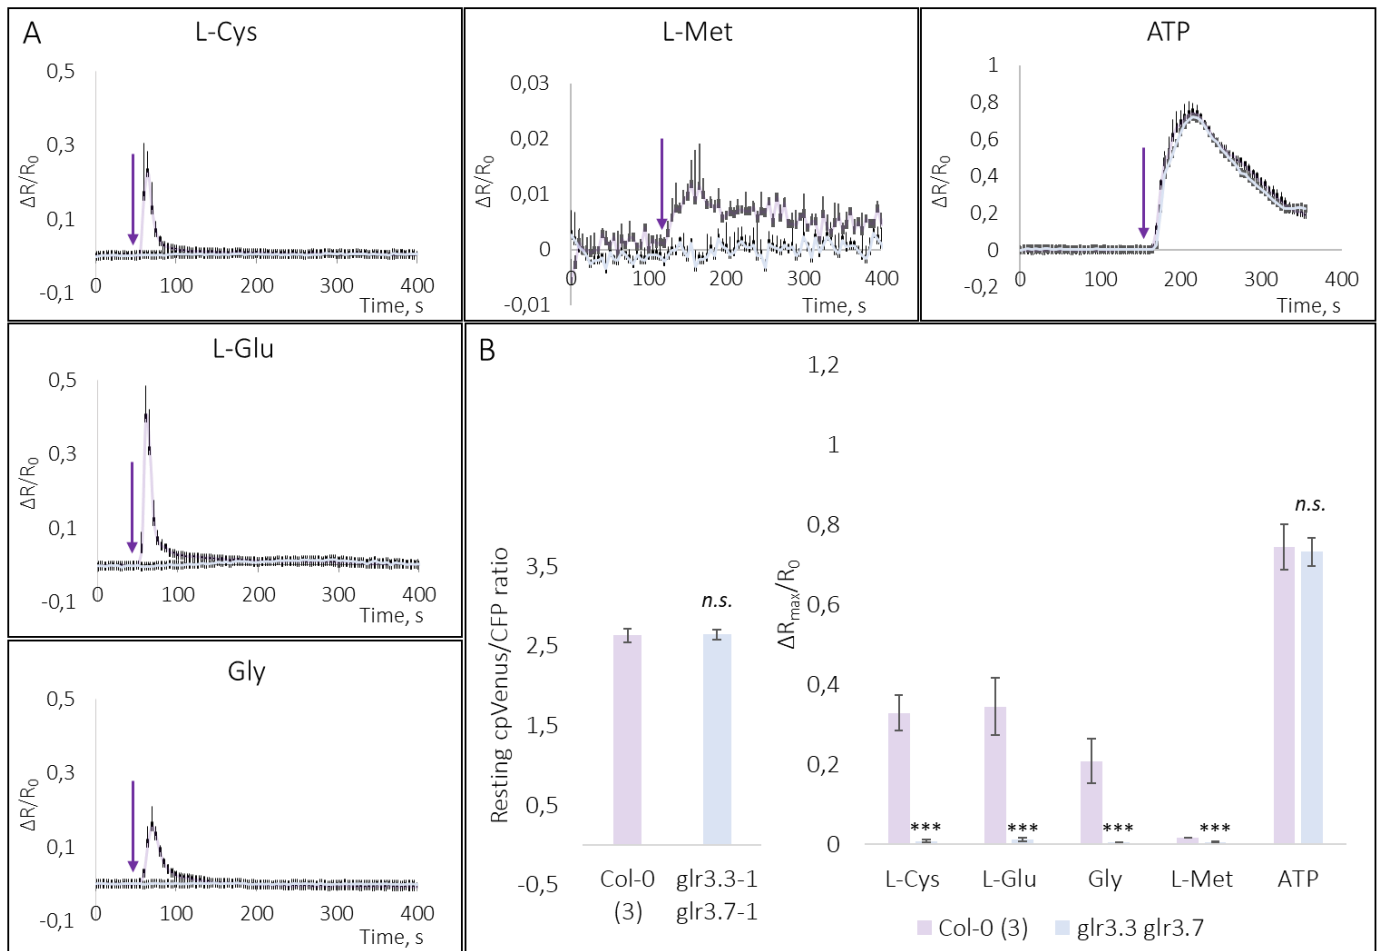 A
L-Cys
ΔR/R0
0,5
0,3
0,1
-0,1
0
100
200
300
400
Time, s
L-Met
ΔR/R0
0,03
0,02
0,01
0
-0,01
0
100
200
300
400
Time, s
ATP
ΔR/R0
1
0,8
0,6
0,4
0,2
0
-0,2
0
100
200
300
400
Time, s
L-Glu
ΔR/R0
0,5
0,3
0,1
-0,1
0
100
200
300
400
Time, s
Gly
ΔR/R0
0,5
0,3
0,1
-0,1
0
100
200
300
400
Time, s
B
Resting cpVenus/CFP ratio
3,5
2,5
1,5
0,5
-0,5
n.s.
Col-0
(3)
glr3.3-1
glr3.7-1
ΔRmax/R0
1,2
1
0,8
0,6
0,4
0,2
0
***
***
***
***
n.s.
L-Cys
L-Glu
Gly
L-Met
ATP
Col-0 (3)
glr3.3 glr3.7